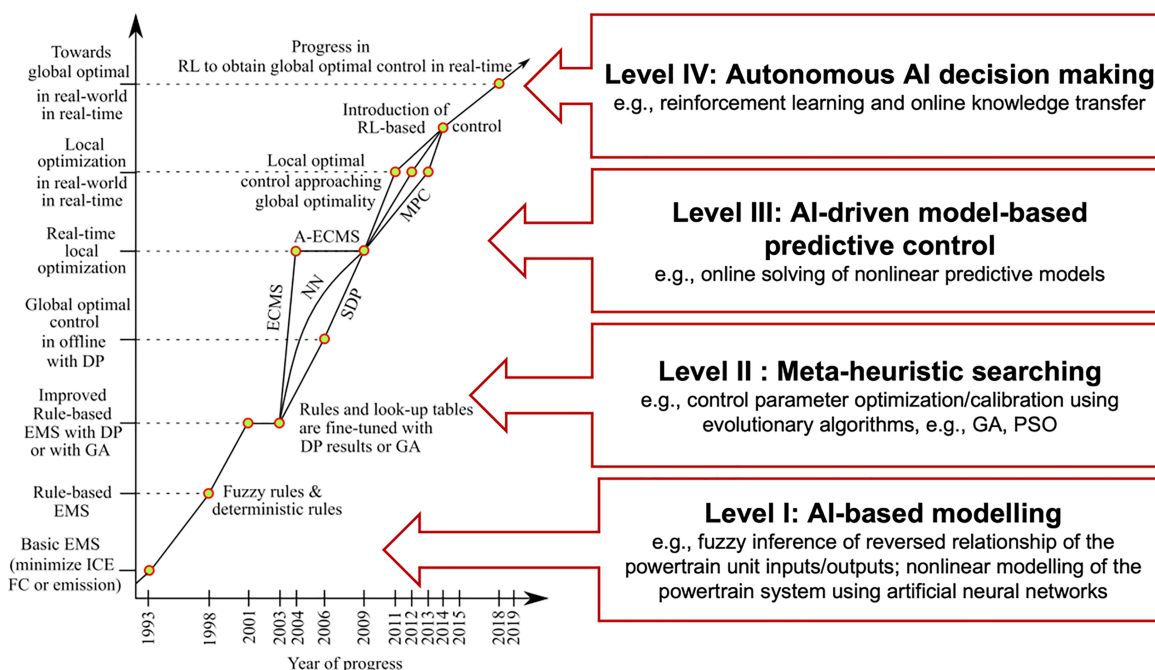 Towards
global optimal
in real-world
in real-time
Local
optimization
in real-world
in real-time
Real-time
local
optimization
Global optimal
control
in offline
with DP
Improved
Rule-based
EMS with DP
or with GA
Rule-based
EMS
Basic EMS
(minimize ICE
FC or emission)
Progress in
RL to obtain global optimal control in real-time
Introduction of
RL-based control
Local optimal
control approaching
global optimality
MPC
A-ECMS
ECMS
NN
SDP
Rules and look-up tables
are fine-tuned with
DP results or GA
Fuzzy rules &
deterministic rules
1993
1998
2001
2003
2004
2006
2009
2011
2012
2013
2014
2015
2018
2019
Year of progress
Level IV: Autonomous AI decision making
e.g., reinforcement learning and online knowledge transfer
Level III: AI-driven model-based
predictive control
e.g., online solving of nonlinear predictive models
Level II : Meta-heuristic searching
e.g., control parameter optimization/calibration using
evolutionary algorithms, e.g., GA, PSO
Level I: AI-based modelling
e.g., fuzzy inference of reversed relationship of the
powertrain unit inputs/outputs; nonlinear modelling of the
powertrain system using artificial neural networks